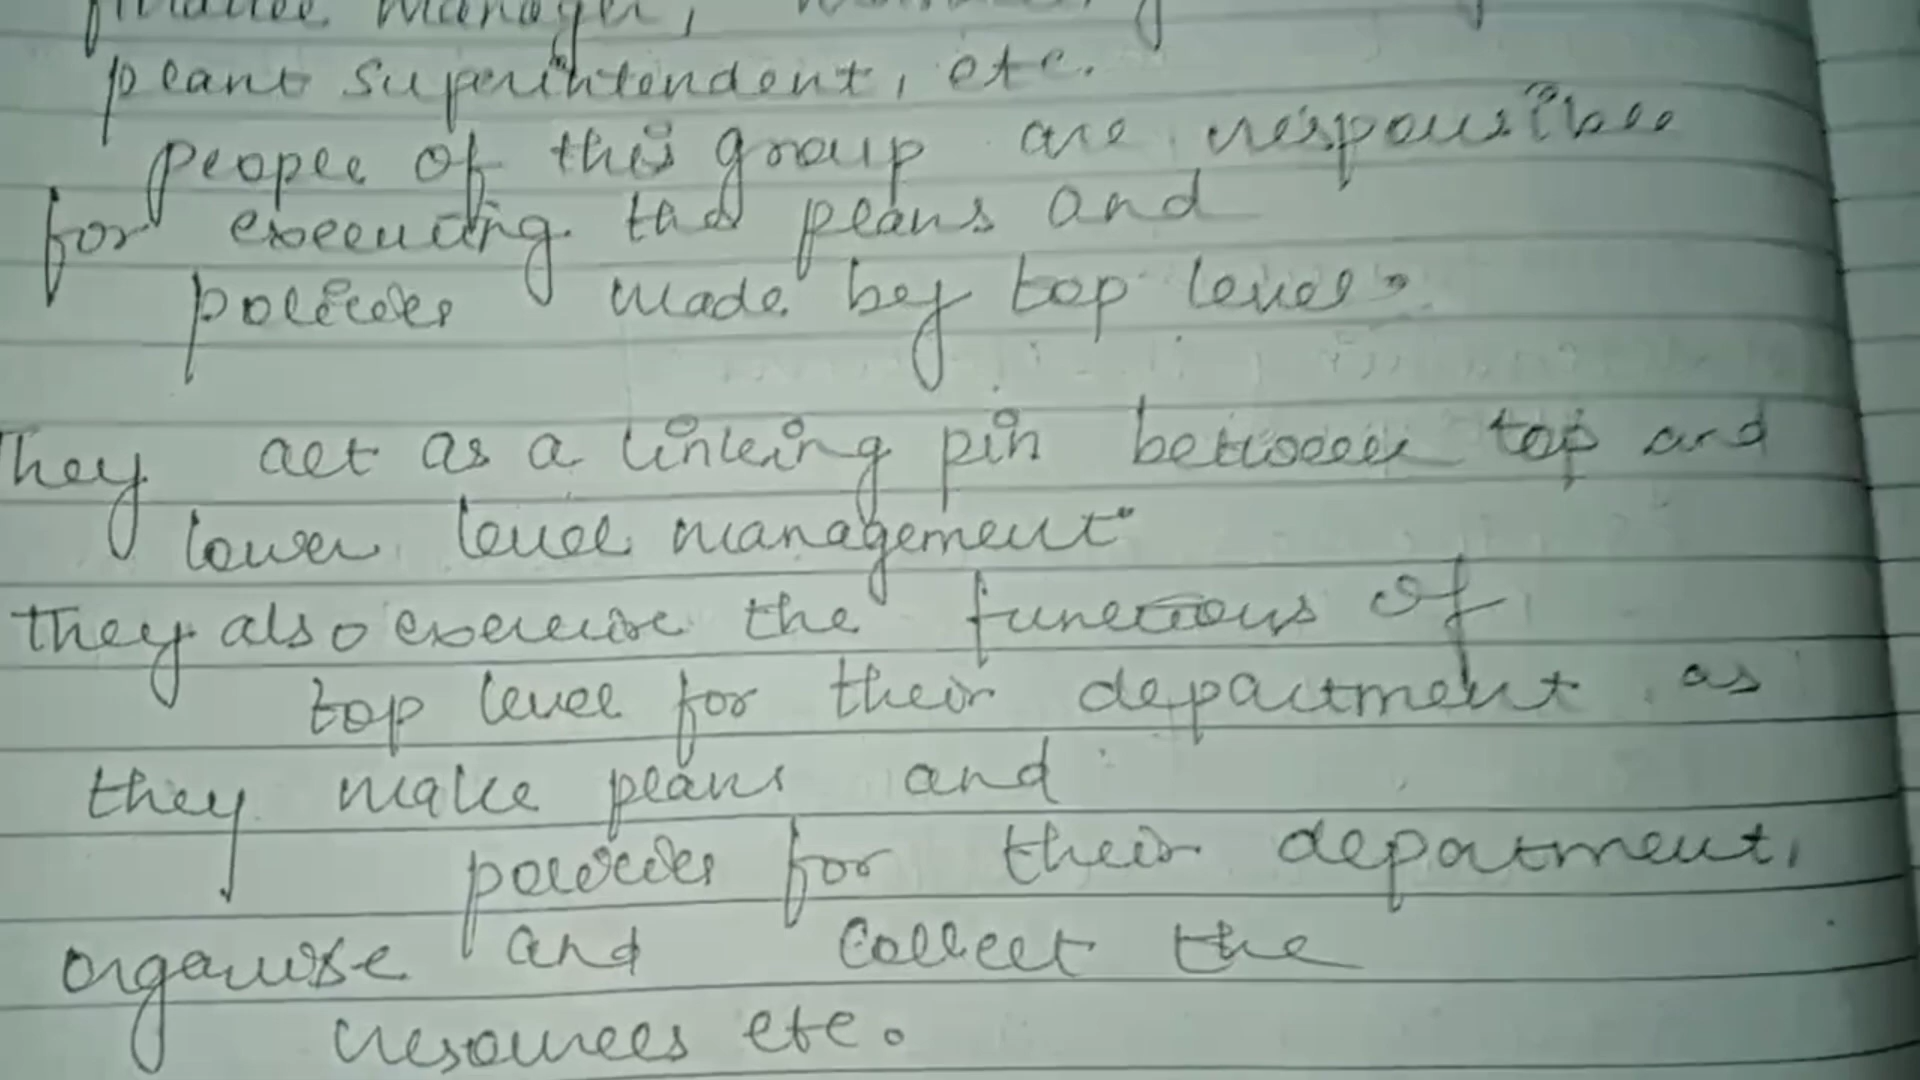 finance manager,
plant superintendent, etc.
people of this group are responsible
for executing the plans and
policies made by top level.
They act as a linking pin between top and
lower level management.
they also exercise the functions of
top level for their department as
they make plans and
policies for their department,
organise and collect the
resources etc.